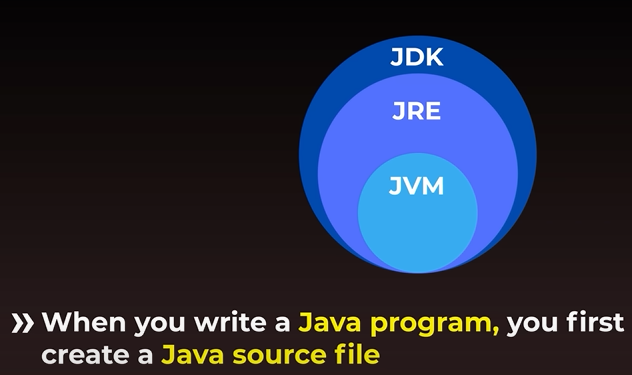 JDK
JRE
JVM
» When you write a Java program, you first
create a Java source file